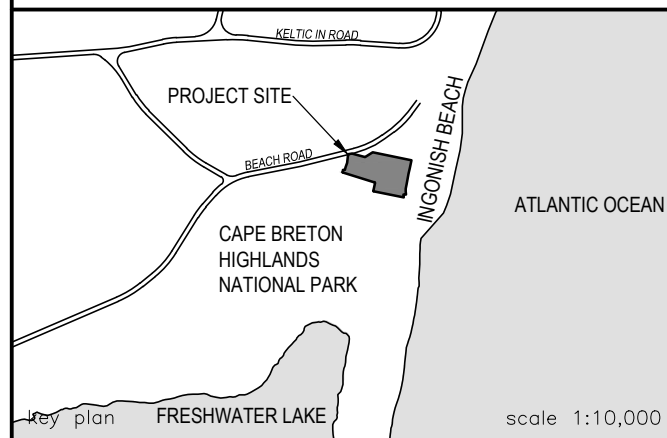 KELTIC IN ROAD
PROJECT SITE
BEACH ROAD
INGONISH BEACH
ATLANTIC OCEAN
CAPE BRETON
HIGHLANDS
NATIONAL PARK
key plan
FRESHWATER LAKE
scale 1:10,000